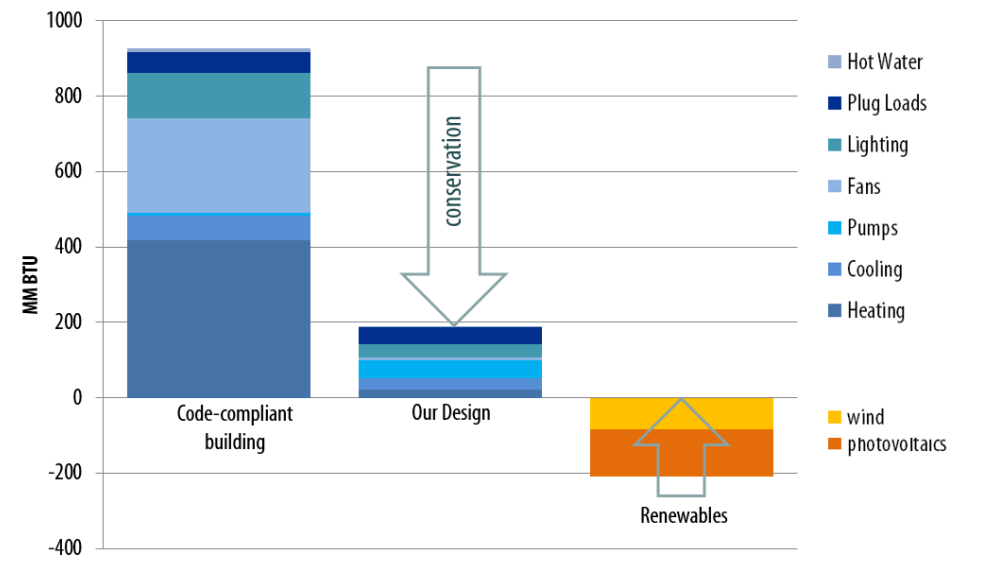 1000
800
600
400
200
0
-200
-400
MM BTU
conservation
Code-compliant
building
Our Design
Renewables
Hot Water
Plug Loads
Lighting
Fans
Pumps
Cooling
Heating
wind
photovoltaics